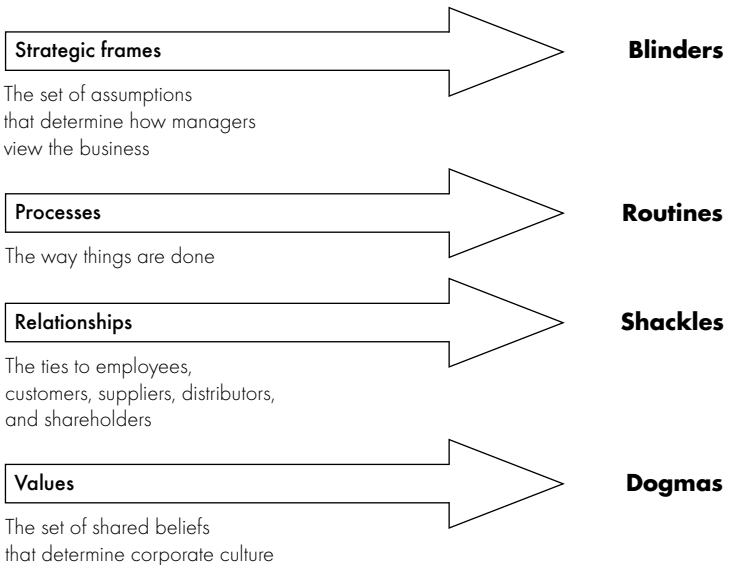 Strategic frames
Blinders
The set of assumptions
that determine how managers
view the business
Processes
Routines
The way things are done
Relationships
Shackles
The ties to employees,
customers, suppliers, distributors,
and shareholders
Values
Dogmas
The set of shared beliefs
that determine corporate culture